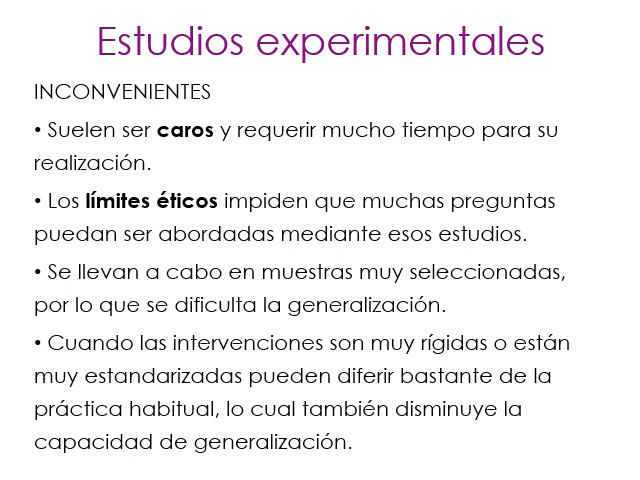 Estudios experimentales
INCONVENIENTES
• Suelen ser caros y requerir mucho tiempo para su
realización.
• Los límites éticos impiden que muchas preguntas
puedan ser abordadas mediante esos estudios.
• Se llevan a cabo en muestras muy seleccionadas,
por lo que se dificulta la generalización.
• Cuando las intervenciones son muy rígidas o están
muy estandarizadas pueden diferir bastante de la
práctica habitual, lo cual también disminuye la
capacidad de generalización.